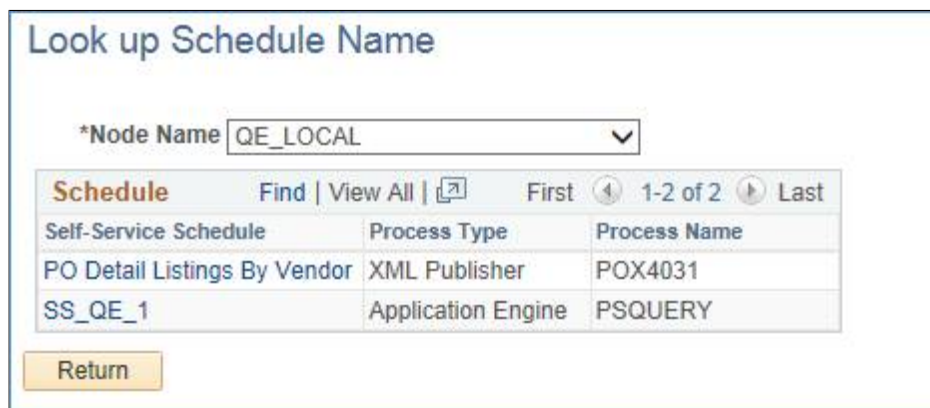 Look up Schedule Name
*Node Name QE_LOCAL
Schedule Find | View All | First 1-2 of 2 Last
Self-Service Schedule Process Type Process Name
PO Detail Listings By Vendor XML Publisher POX4031
SS_QE_1 Application Engine PSQUERY
Return